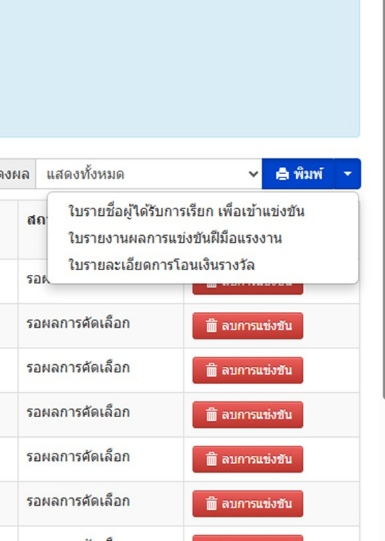 แสดงทั้งหมด
พิมพ์
ใบรายชื่อผู้ได้รับการเรียก เพื่อเข้าแข่งขัน
ใบรายงานผลการแข่งขันฝีมือแรงงาน
ใบรายละเอียดการโอนเงินรางวัล
รอผลการคัดเลือก ลบการแข่งขัน
รอผลการคัดเลือก ลบการแข่งขัน
รอผลการคัดเลือก ลบการแข่งขัน
รอผลการคัดเลือก ลบการแข่งขัน
รอผลการคัดเลือก ลบการแข่งขัน